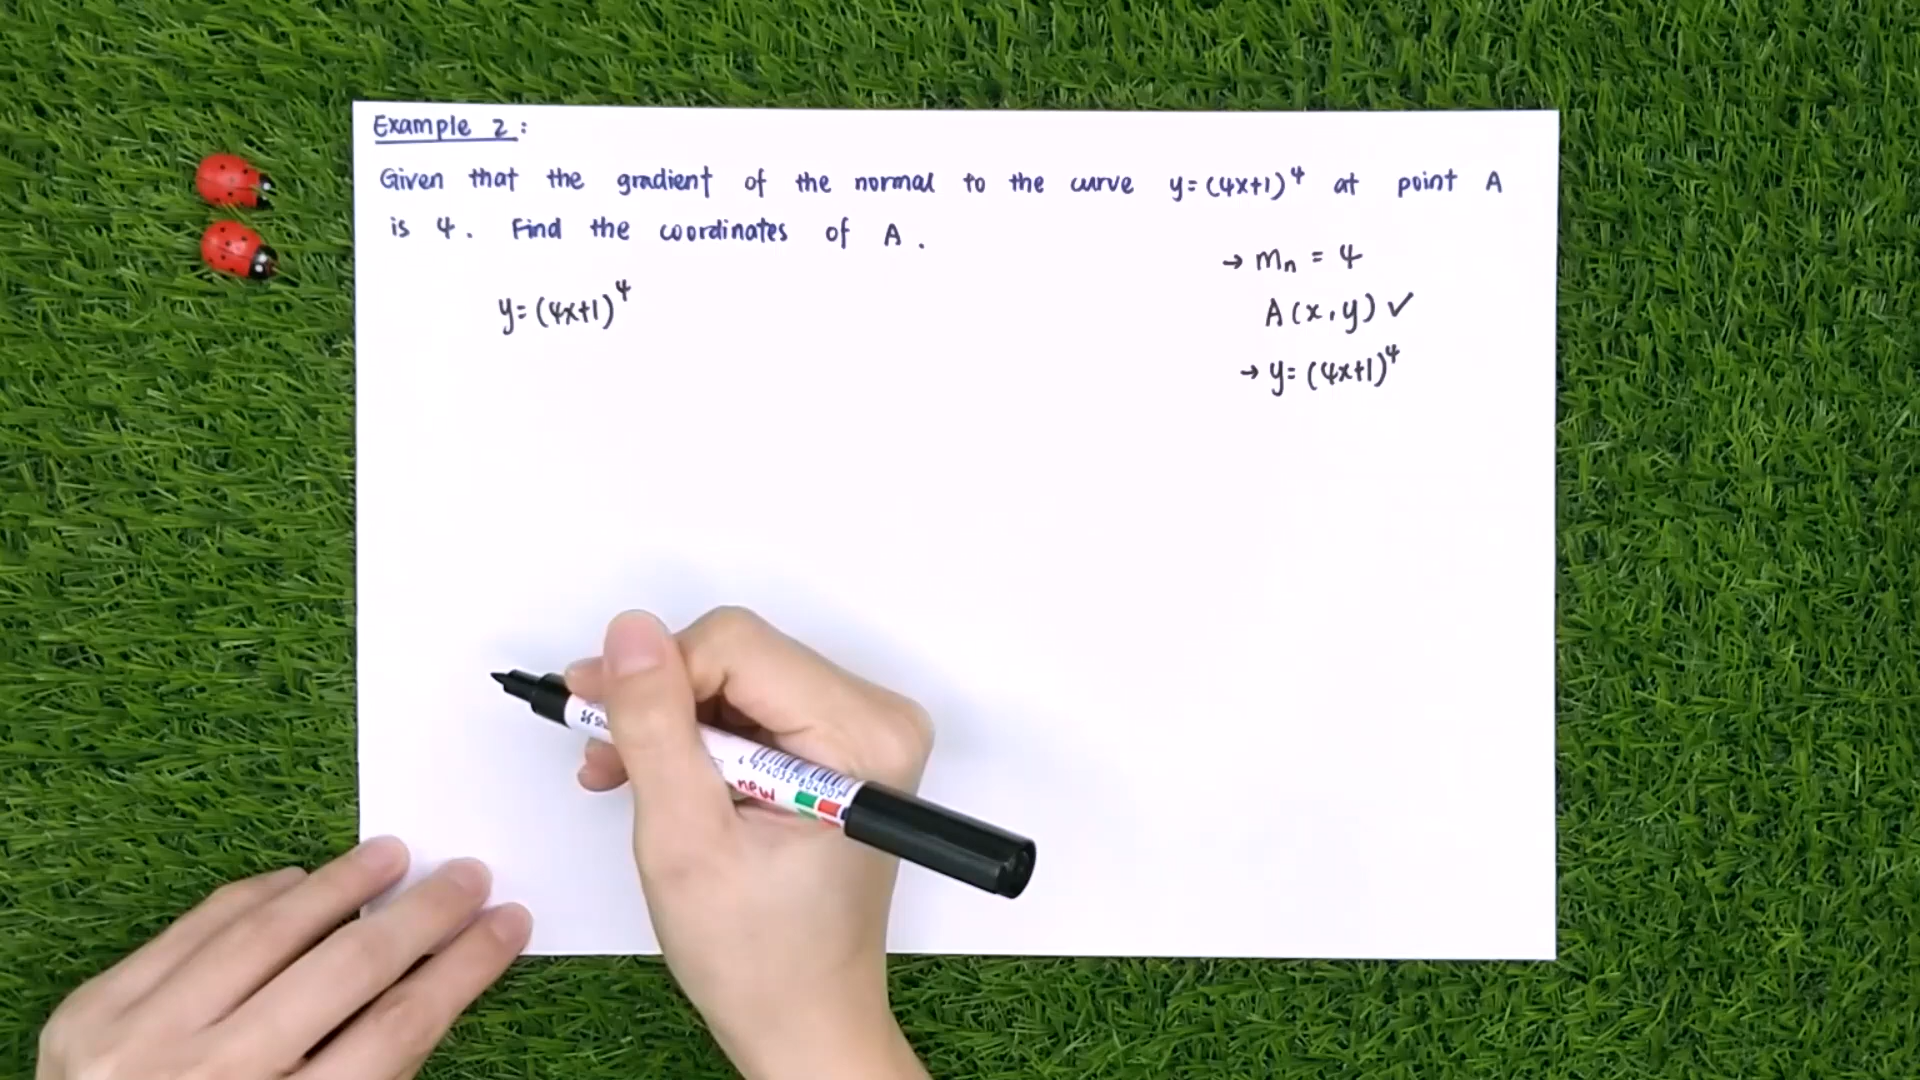 Example 2:
Given that the gradient of the normal to the curve y=(4x+1)⁴ at point A
is 4. Find the coordinates of A.
→ mₙ = 4
y=(4x+1)⁴
A(x,y) ✓
→ y=(4x+1)⁴
new